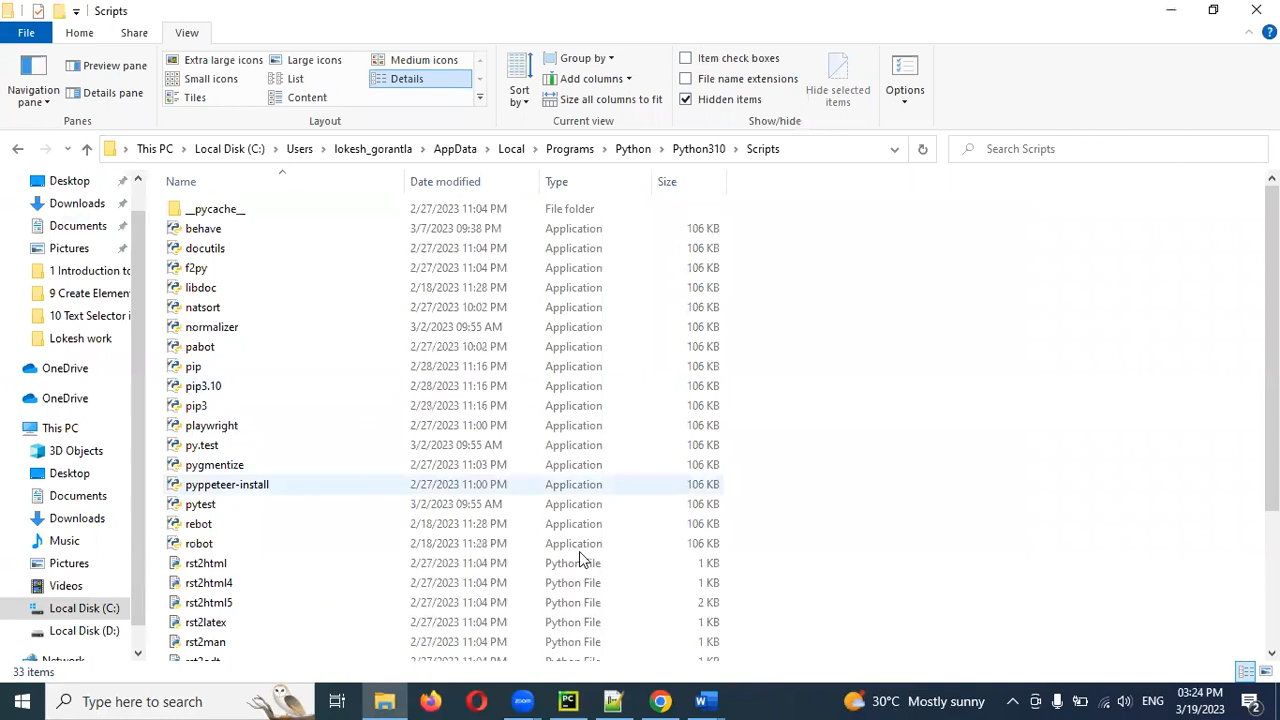 Scripts
File
Home
Share
View
Navigation pane
Preview pane
Details pane
Panes
Extra large icons
Large icons
Medium icons
Small icons
List
Details
Tiles
Content
Layout
Sort by
Group by
Add columns
Size all columns to fit
Current view
Item check boxes
File name extensions
Hidden items
Hide selected items
Show/hide
Options
This PC > Local Disk (C:) > Users > lokesh_gorantla > AppData > Local > Programs > Python > Python310 > Scripts
Search Scripts
Desktop
Downloads
Documents
Pictures
1 Introduction to
9 Create Elemen
10 Text Selector i
Lokesh work
OneDrive
OneDrive
This PC
3D Objects
Desktop
Documents
Downloads
Music
Pictures
Videos
Local Disk (C:)
Local Disk (D:)
Network
Name Date modified Type Size
__pycache__ 2/27/2023 11:04 PM File folder
behave 3/7/2023 09:38 PM Application 106 KB
docutils 2/27/2023 11:04 PM Application 106 KB
f2py 2/27/2023 11:04 PM Application 106 KB
libdoc 2/18/2023 11:28 PM Application 106 KB
natsort 2/27/2023 10:02 PM Application 106 KB
normalizer 3/2/2023 09:55 AM Application 106 KB
pabot 2/27/2023 10:02 PM Application 106 KB
pip 2/28/2023 11:16 PM Application 106 KB
pip3.10 2/28/2023 11:16 PM Application 106 KB
pip3 2/28/2023 11:16 PM Application 106 KB
playwright 2/27/2023 11:00 PM Application 106 KB
py.test 3/2/2023 09:55 AM Application 106 KB
pygmentize 2/27/2023 11:03 PM Application 106 KB
pyppeteer-install 2/27/2023 11:00 PM Application 106 KB
pytest 3/2/2023 09:55 AM Application 106 KB
rebot 2/18/2023 11:28 PM Application 106 KB
robot 2/18/2023 11:28 PM Application 106 KB
rst2html 2/27/2023 11:04 PM Python File 1 KB
rst2html4 2/27/2023 11:04 PM Python File 1 KB
rst2html5 2/27/2023 11:04 PM Python File 2 KB
rst2latex 2/27/2023 11:04 PM Python File 1 KB
rst2man 2/27/2023 11:04 PM Python File 1 KB
rst2odt 2/27/2023 11:04 PM Python File 1 KB
33 items
Type here to search
zoom
PC
30°C Mostly sunny
ENG
03:24 PM
3/19/2023
2